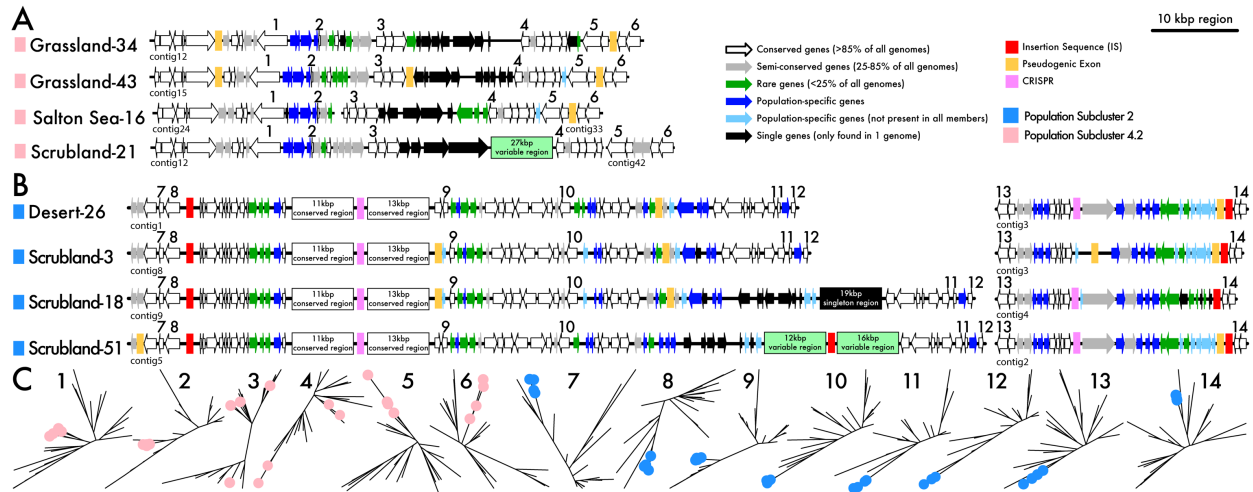 A
1 2 3 4 5 6
Grassland-34
contig12
1 2 3 4 5 6
Grassland-43
contig15
1 2 3 4 5 6
Salton Sea-16
contig24 contig33
1 2 3 4 5 6
Scrubland-21
27kbp
variable region
contig12 contig42
10 kbp region
Conserved genes (>85% of all genomes)
Semi-conserved genes (25-85% of all genomes)
Rare genes (<25% of all genomes)
Population-specific genes
Population-specific genes (not present in all members)
Single genes (only found in 1 genome)
Insertion Sequence (IS)
Pseudogenic Exon
CRISPR
Population Subcluster 2
Population Subcluster 4.2
B
7 8 9 10 11 12 13 14
Desert-26
11kbp 13kbp
conserved region conserved region
contig1 contig3
7 8 9 10 11 12 13 14
Scrubland-3
11kbp 13kbp
conserved region conserved region
contig8 contig3
7 8 9 10 11 12 13 14
Scrubland-18
11kbp 13kbp 19kbp
conserved region conserved region singleton region
contig9 contig4
7 8 9 10 11 12 13 14
Scrubland-51
11kbp 13kbp 12kbp 16kbp
conserved region conserved region variable region variable region
contig5 contig2
C
1 2 3 4 5 6 7 8 9 10 11 12 13 14